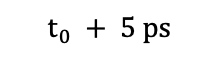 t₀ + 5 ps